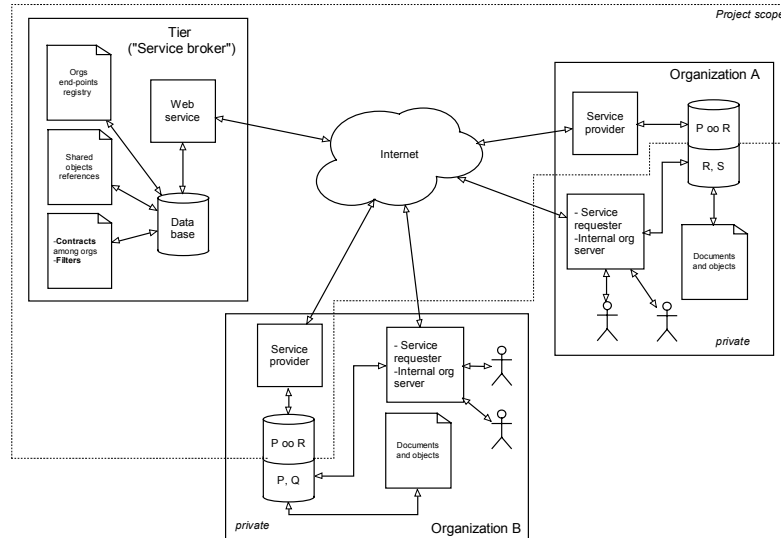 Project scope
Tier
("Service broker")
Orgs
end-points
registry
Web
service
Shared
objects
references
Data
base
-Contracts
among orgs
-Filters
Internet
Organization A
Service
provider
P oo R
R, S
- Service
requester
-Internal org
server
Documents
and objects
private
Service
provider
- Service
requester
-Internal org
server
P oo R
P, Q
Documents
and objects
private
Organization B